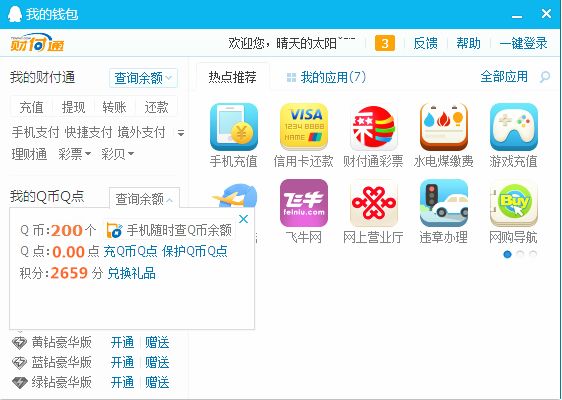 我的钱包
财付通
欢迎您，晴天的太阳 3 反馈 帮助 一键登录
我的财付通 查询余额
充值 提现 转账 还款
手机支付 快捷支付 境外支付
理财通 彩票 彩贝
我的Q币Q点 查询余额
Q 币:200个 手机随时查Q币余额
Q 点:0.00点 充Q币Q点 保护Q币Q点
积分:2659 分 兑换礼品
黄钻豪华版 开通 赠送
蓝钻豪华版 开通 赠送
绿钻豪华版 开通 赠送
热点推荐 我的应用(7) 全部应用
VISA
1234 8888
NAME
手机充值 信用卡还款 财付通彩票 水电煤缴费 游戏充值
飞牛
feiniu.com
Buy
飞牛网 网上营业厅 违章办理 网购导航